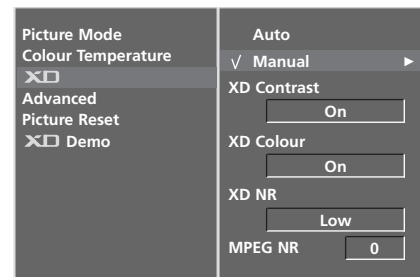 Picture Mode
Colour Temperature
XD
Advanced
Picture Reset
XD Demo
Auto
√ Manual ►
XD Contrast
On
XD Colour
On
XD NR
Low
MPEG NR 0